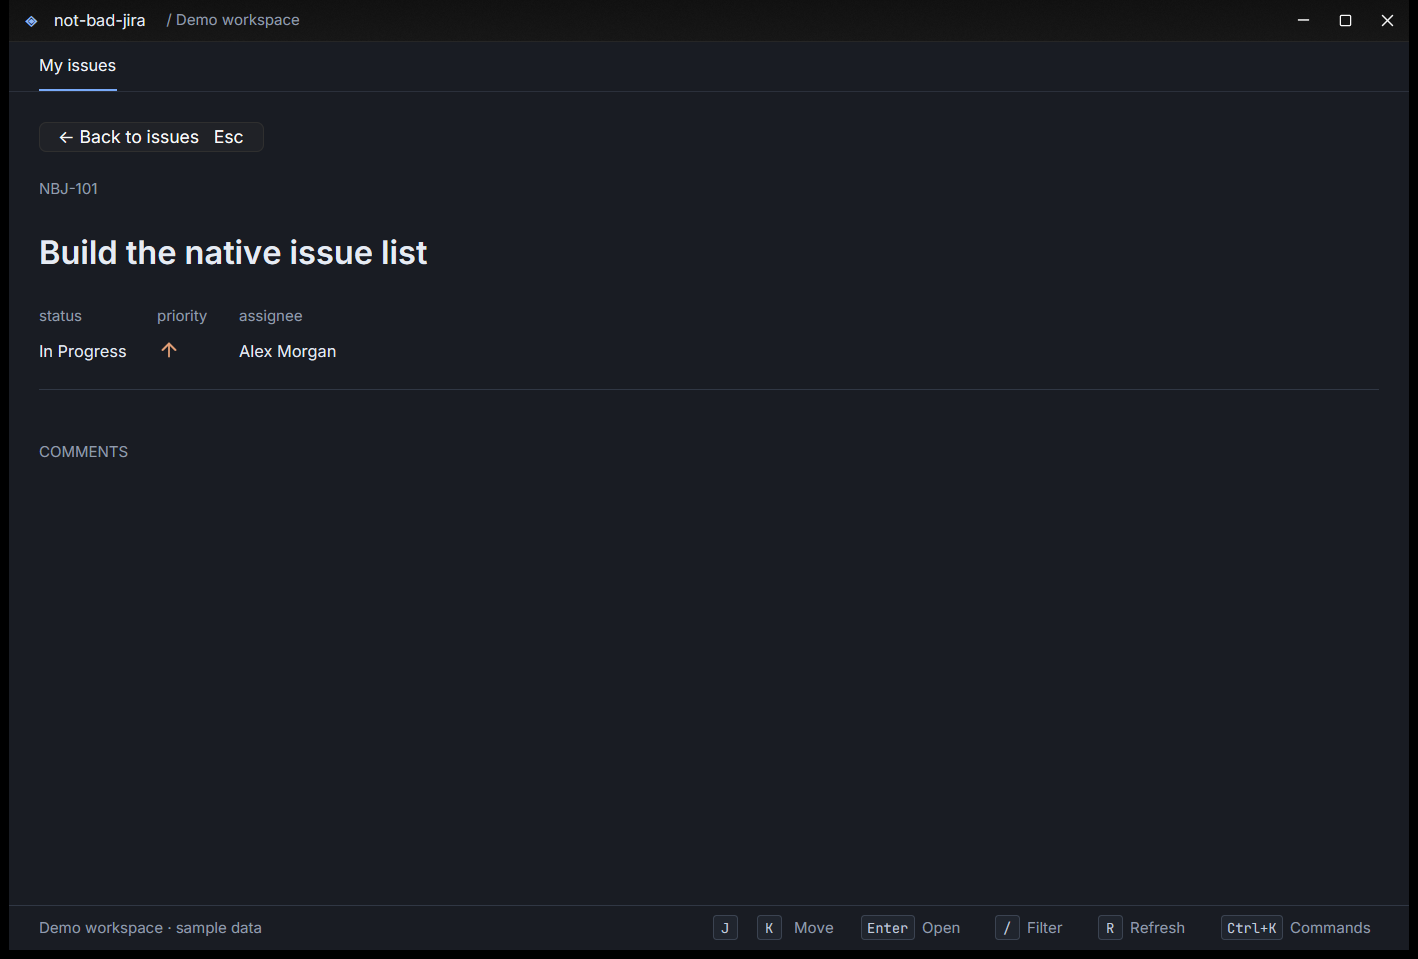 not-bad-jira / Demo workspace
My issues
← Back to issues Esc
NBJ-101
Build the native issue list
status priority assignee
In Progress ↑ Alex Morgan
COMMENTS
Demo workspace · sample data J K Move Enter Open / Filter R Refresh Ctrl+K Commands